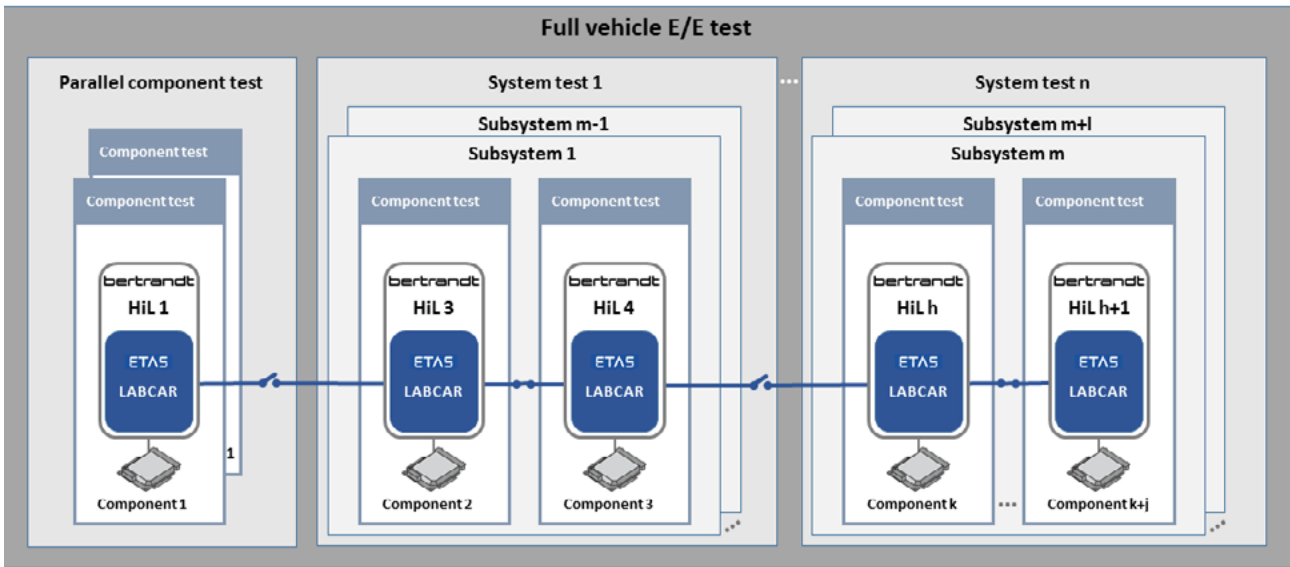 Full vehicle E/E test
Parallel component test
Component test
Component test
bertrandt
HiL 1
ETAS
LABCAR
1
Component 1
System test 1
Subsystem m-1
Subsystem 1
Component test
bertrandt
HiL 3
ETAS
LABCAR
Component 2
Component test
bertrandt
HiL 4
ETAS
LABCAR
Component 3
...
...
System test n
Subsystem m+l
Subsystem m
Component test
bertrandt
HiL h
ETAS
LABCAR
Component k
...
Component test
bertrandt
HiL h+1
ETAS
LABCAR
Component k+j
...